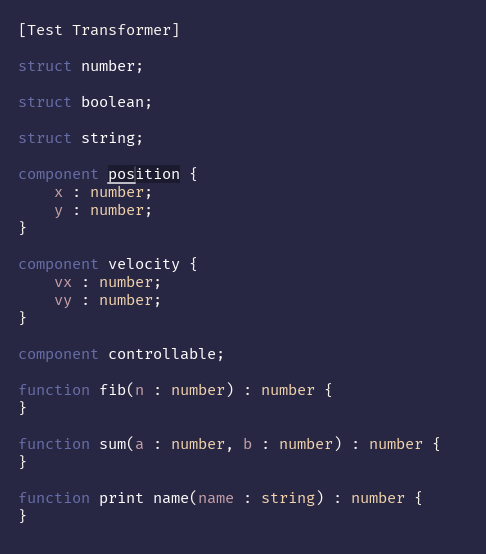 [Test Transformer]
struct number;
struct boolean;
struct string;
component position {
    x : number;
    y : number;
}
component velocity {
    vx : number;
    vy : number;
}
component controllable;
function fib(n : number) : number {
}
function sum(a : number, b : number) : number {
}
function print name(name : string) : number {
}